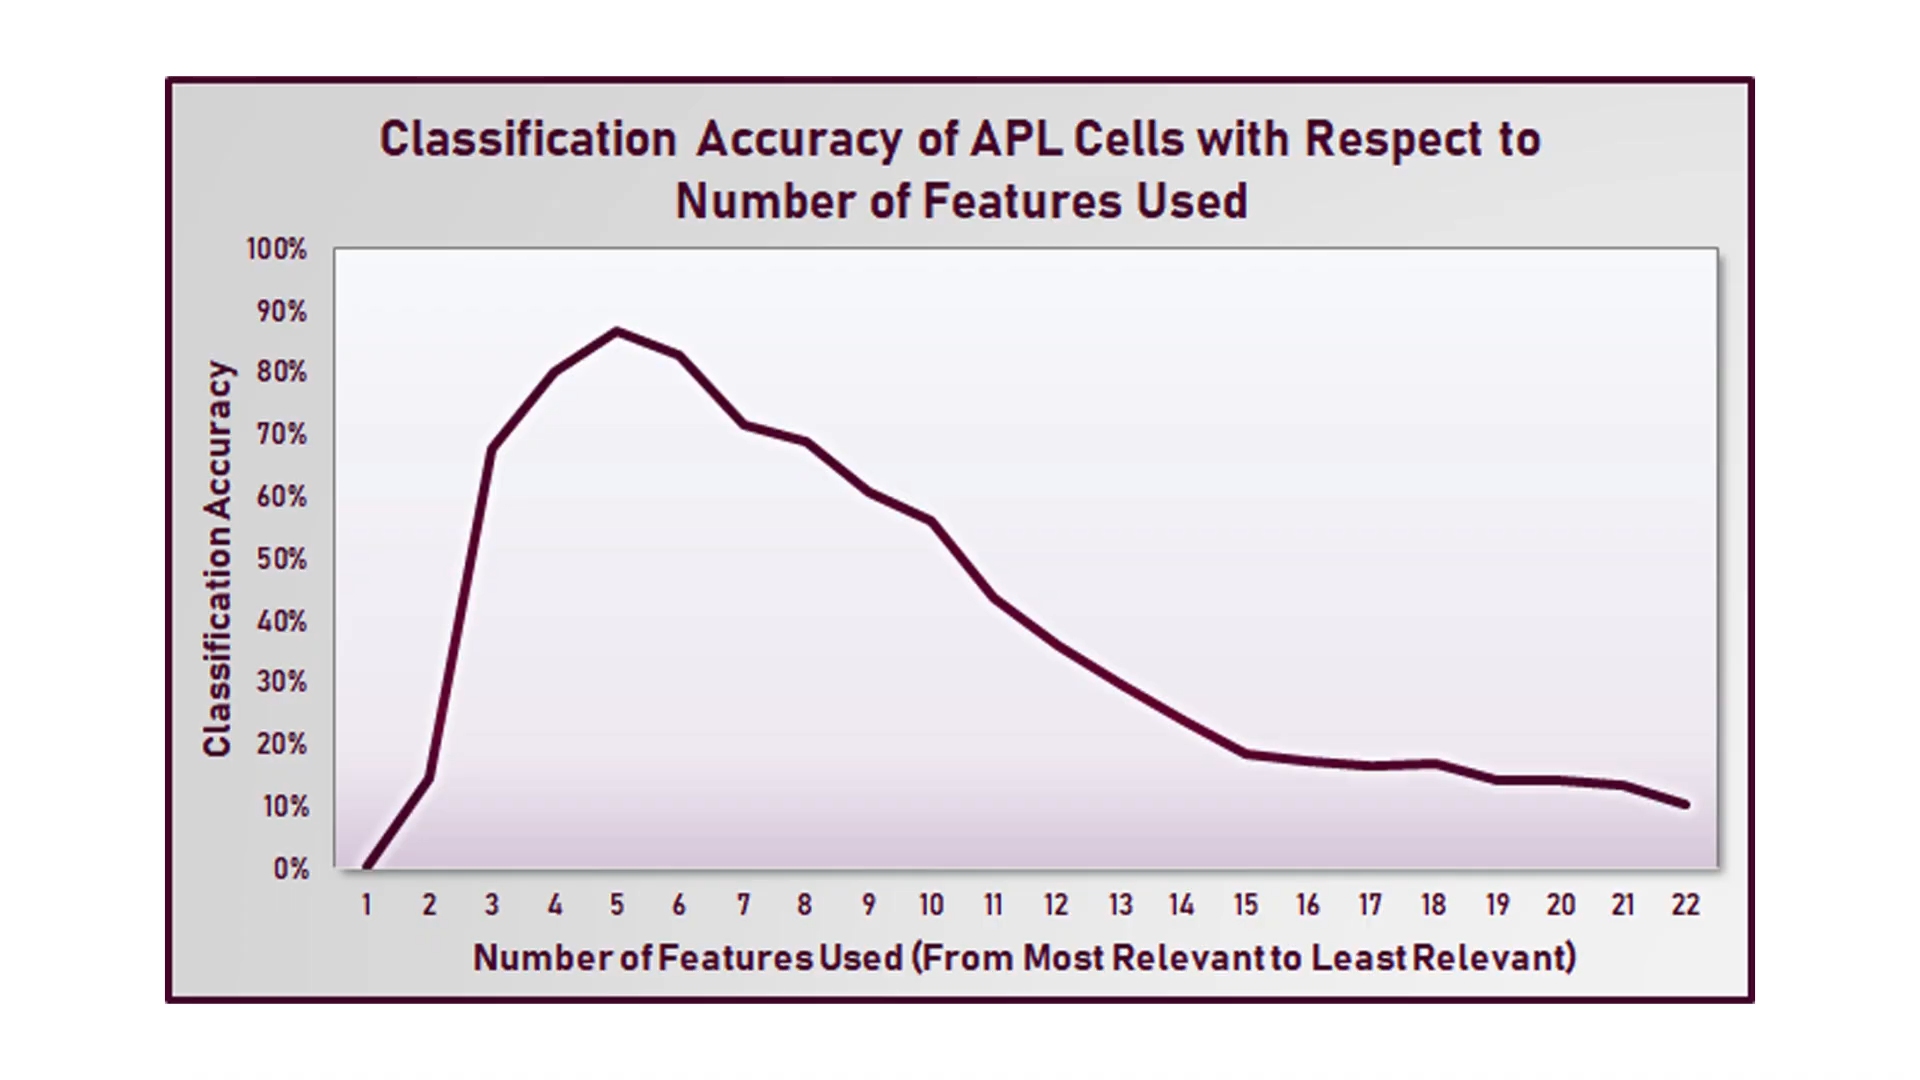 Classification Accuracy of APL Cells with Respect to
Number of Features Used
100%
90%
80%
70%
60%
50%
40%
30%
20%
10%
0%
Classification Accuracy
1 2 3 4 5 6 7 8 9 10 11 12 13 14 15 16 17 18 19 20 21 22
Number of Features Used (From Most Relevant to Least Relevant)